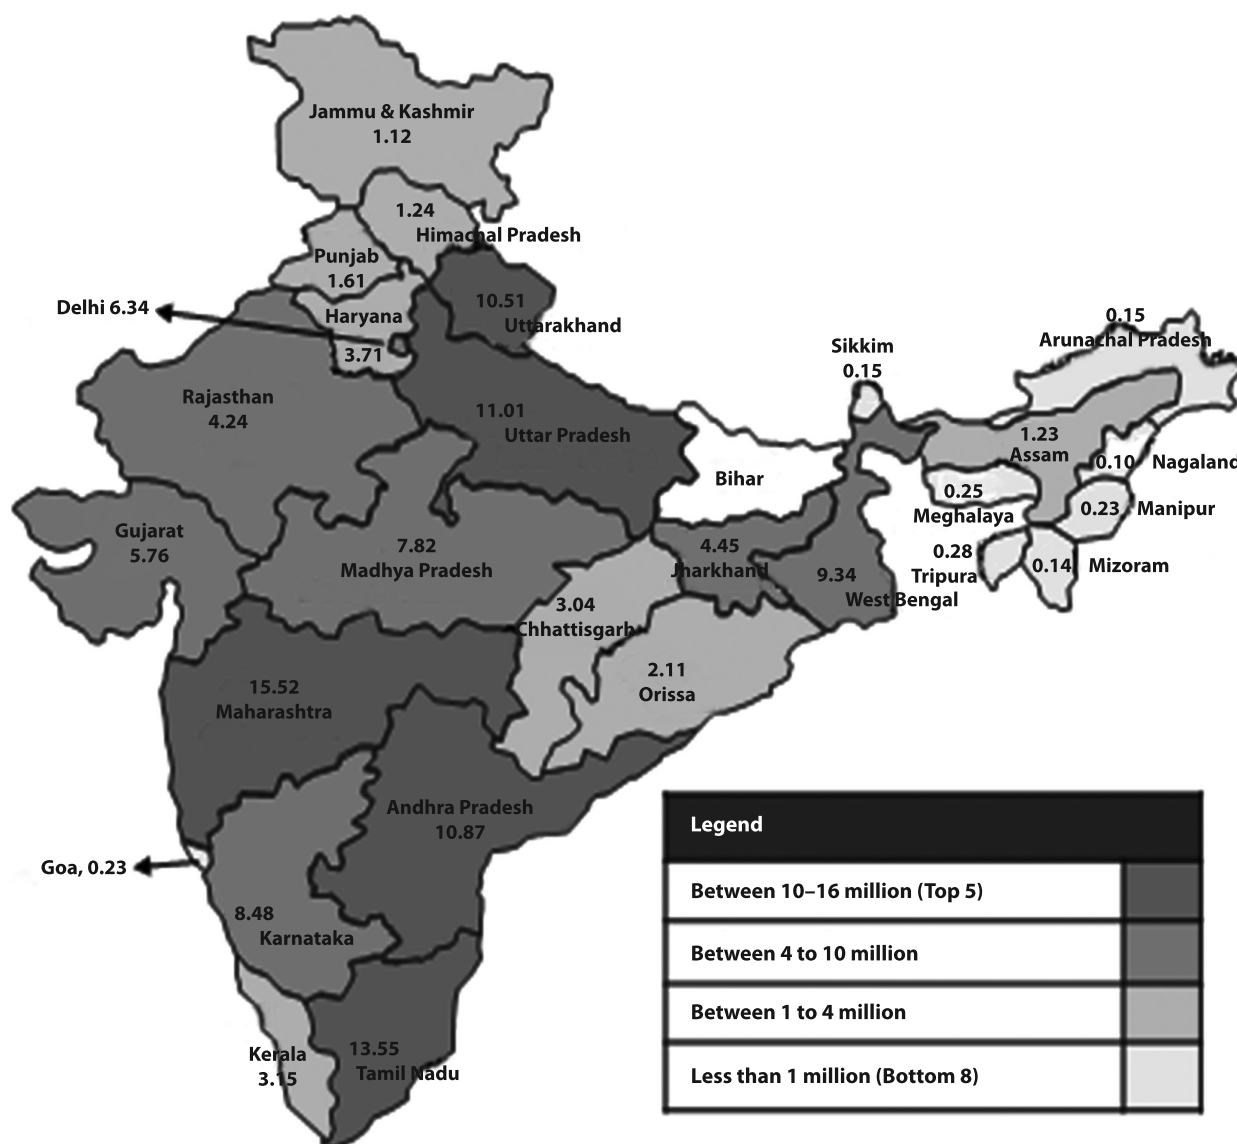 Jammu & Kashmir
1.12
1.24
Himachal Pradesh
Punjab
1.61
Delhi 6.34
Haryana
3.71
10.51
Uttarakhand
0.15
Arunachal Pradesh
Sikkim
0.15
Rajasthan
4.24
11.01
Uttar Pradesh
1.23
Assam
0.10
Nagaland
Bihar
0.25
Meghalaya
0.23
Manipur
Gujarat
5.76
7.82
Madhya Pradesh
4.45
Jharkhand
9.34
West Bengal
0.28
Tripura
0.14
Mizoram
3.04
Chhattisgarh
2.11
Orissa
15.52
Maharashtra
Andhra Pradesh
10.87
Goa, 0.23
8.48
Karnataka
Kerala
3.15
13.55
Tamil Nadu
Legend
Between 10–16 million (Top 5)
Between 4 to 10 million
Between 1 to 4 million
Less than 1 million (Bottom 8)